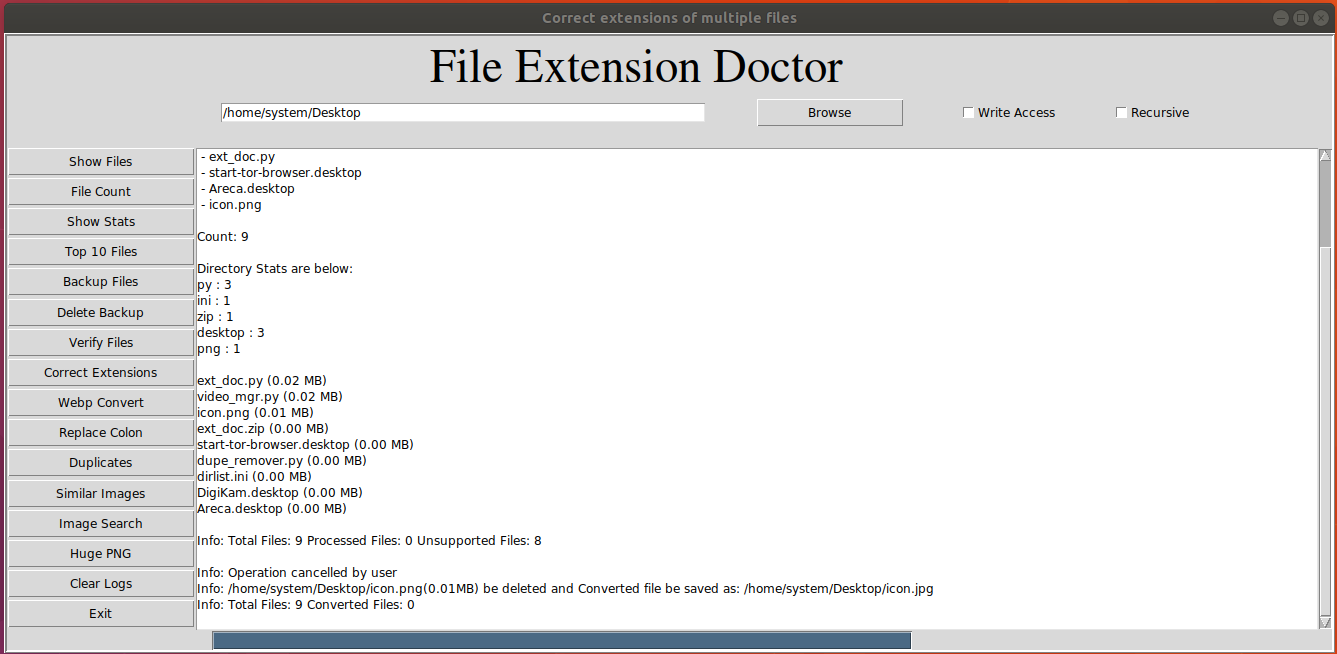 Correct extensions of multiple files
File Extension Doctor
/home/system/Desktop
Browse
Write Access
Recursive
Show Files
File Count
Show Stats
Top 10 Files
Backup Files
Delete Backup
Verify Files
Correct Extensions
Webp Convert
Replace Colon
Duplicates
Similar Images
Image Search
Huge PNG
Clear Logs
Exit
- ext_doc.py
- start-tor-browser.desktop
- Areca.desktop
- icon.png
Count: 9
Directory Stats are below:
py : 3
ini : 1
zip : 1
desktop : 3
png : 1
ext_doc.py (0.02 MB)
video_mgr.py (0.02 MB)
icon.png (0.01 MB)
ext_doc.zip (0.00 MB)
start-tor-browser.desktop (0.00 MB)
dupe_remover.py (0.00 MB)
dirlist.ini (0.00 MB)
DigiKam.desktop (0.00 MB)
Areca.desktop (0.00 MB)
Info: Total Files: 9 Processed Files: 0 Unsupported Files: 8
Info: Operation cancelled by user
Info: /home/system/Desktop/icon.png(0.01MB) be deleted and Converted file be saved as: /home/system/Desktop/icon.jpg
Info: Total Files: 9 Converted Files: 0